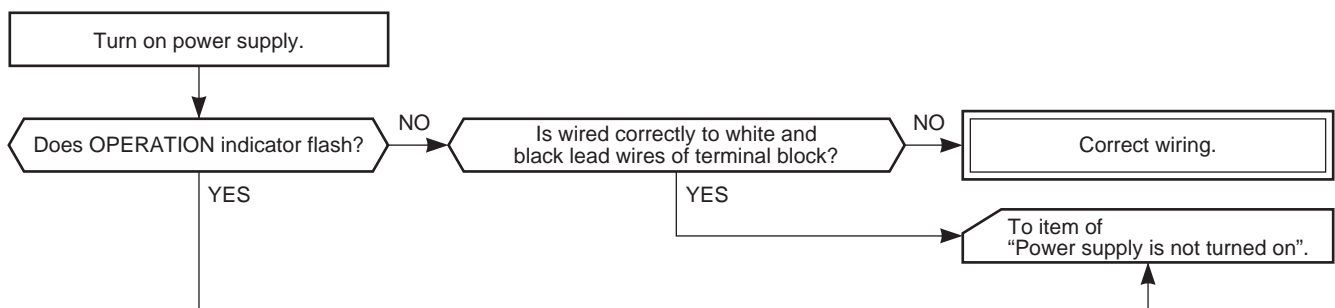 Turn on power supply.
Does OPERATION indicator flash?
NO
Is wired correctly to white and
black lead wires of terminal block?
NO
Correct wiring.
YES
YES
To item of
“Power supply is not turned on”.